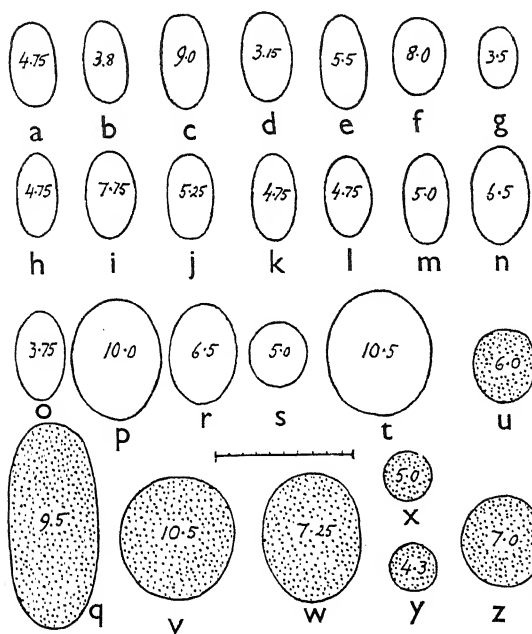 4.75 3.8 9.0 3.15 5.5 8.0 3.5
a b c d e f g
4.75 7.75 5.25 4.75 4.75 5.0 6.5
h i j k l m n
3.75 10.0 6.5 5.0 10.5 6.0
o p r s t u
9.5 10.5 7.25 5.0 7.0
x
4.3
q v w y z